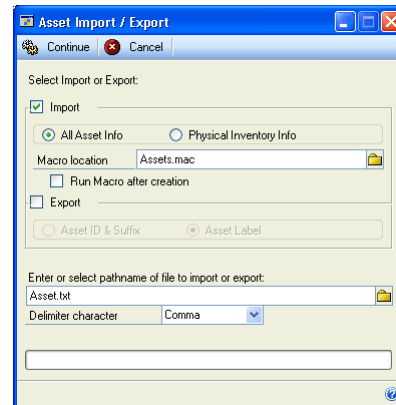 Asset Import / Export
Continue Cancel
Select Import or Export:
Import
All Asset Info Physical Inventory Info
Macro location Assets.mac
Run Macro after creation
Export
Asset ID & Suffix Asset Label
Enter or select pathname of file to import or export:
Asset.txt
Delimiter character Comma